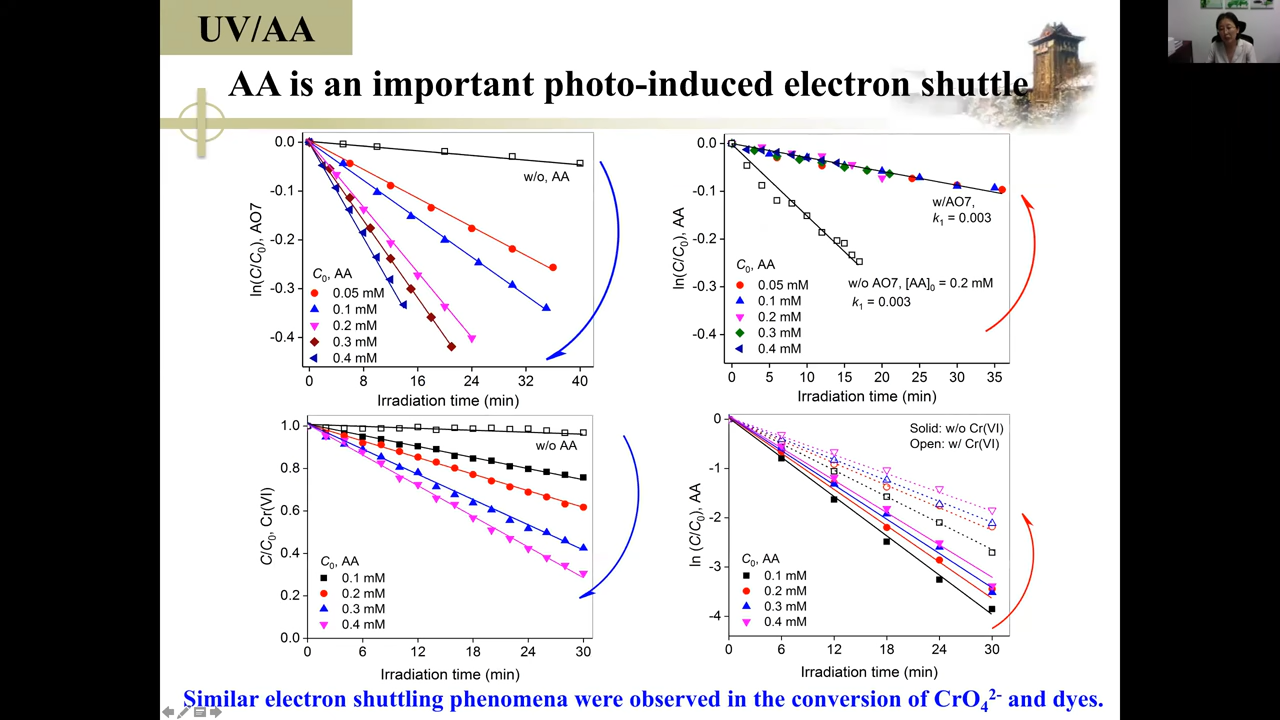 UV/AA
AA is an important photo-induced electron shuttle
0.0
-0.1
-0.2
-0.3
-0.4
ln(C/C0), AO7
w/o, AA
C0, AA
0.05 mM
0.1 mM
0.2 mM
0.3 mM
0.4 mM
0 8 16 24 32 40
Irradiation time (min)
0.0
-0.1
-0.2
-0.3
-0.4
ln(C/C0), AA
w/AO7,
k1 = 0.003
w/o AO7, [AA]0 = 0.2 mM
k1 = 0.003
C0, AA
0.05 mM
0.1 mM
0.2 mM
0.3 mM
0.4 mM
0 5 10 15 20 25 30 35
Irradiation time (min)
1.0
0.8
0.6
0.4
0.2
0.0
C/C0, Cr(VI)
w/o AA
C0, AA
0.1 mM
0.2 mM
0.3 mM
0.4 mM
0 6 12 18 24 30
Irradiation time (min)
0
-1
-2
-3
-4
ln (C/C0), AA
Solid: w/o Cr(VI)
Open: w/ Cr(VI)
C0, AA
0.1 mM
0.2 mM
0.3 mM
0.4 mM
0 6 12 18 24 30
Irradiation time (min)
Similar electron shuttling phenomena were observed in the conversion of CrO4 2- and dyes.